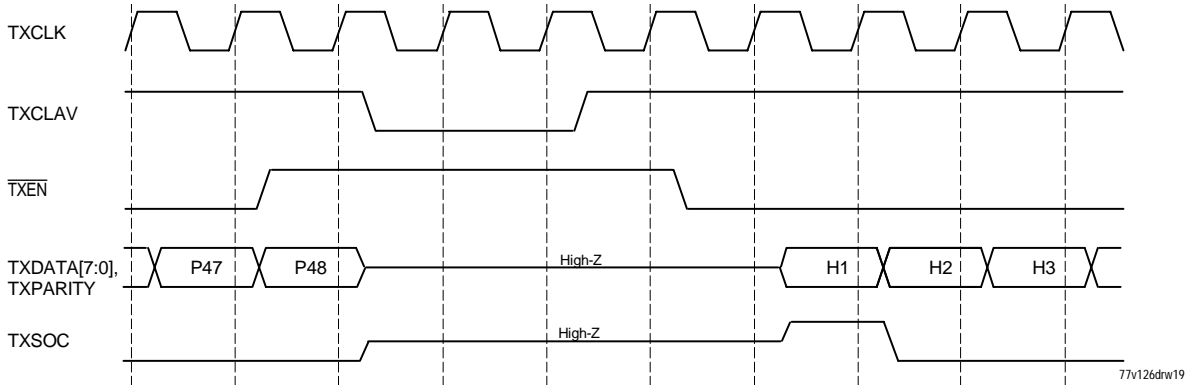 TXCLK
TXCLAV
TXEN
TXDATA[7:0], P47 P48 High-Z H1 H2 H3
TXPARITY
TXSOC High-Z
77v126drw19